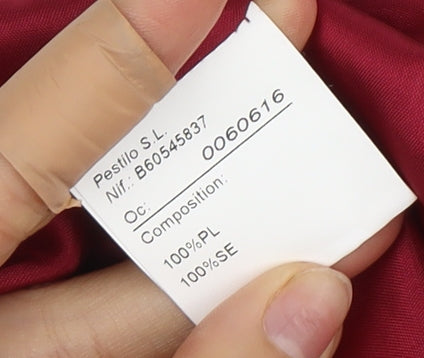 Pestilo S.L.
Nif.: B60545837
Oc: 0060616
Composition:
100%PL
100%SE